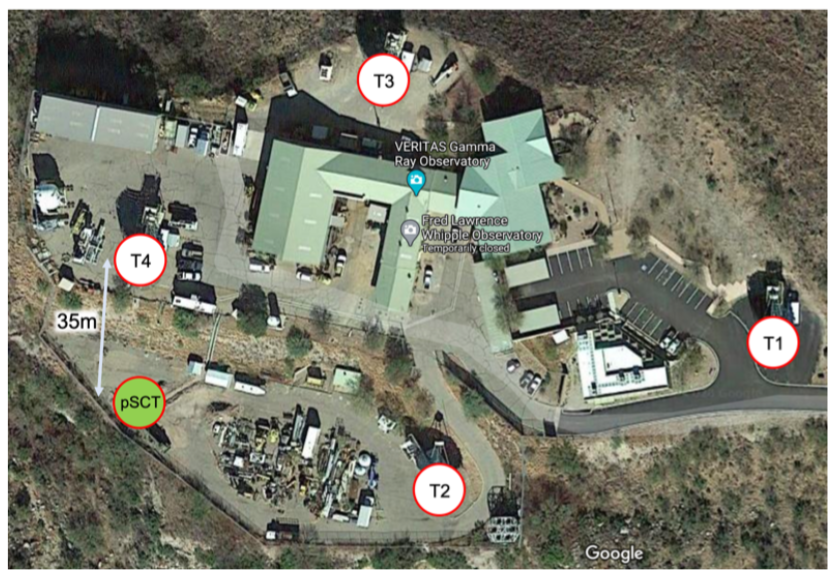 T3
VERITAS Gamma
Ray Observatory
Fred Lawrence
Whipple Observatory
Temporarily closed
T4
35m
T1
pSCT
T2
Google